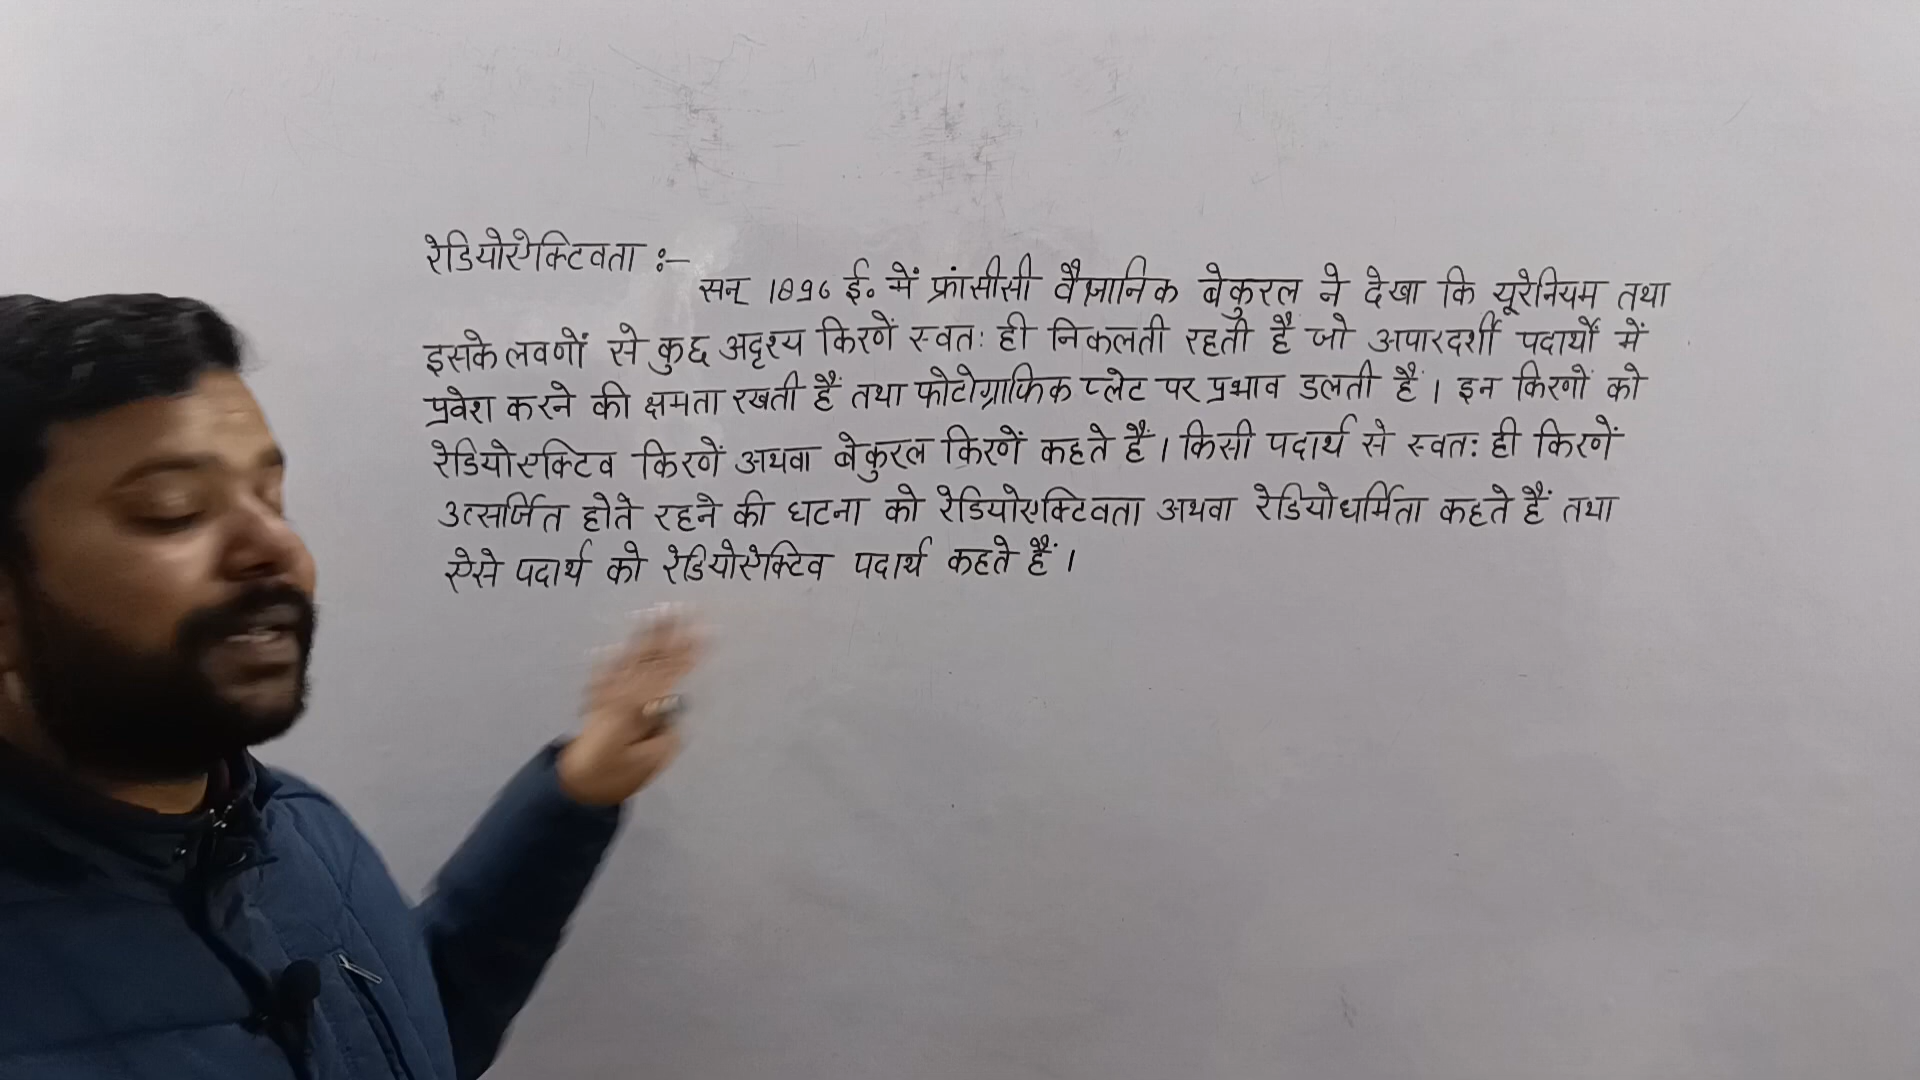 रेडियोऐक्टिवता :-
सन् 1896 ई० में फ्रांसीसी वैज्ञानिक बेकुरल ने देखा कि यूरेनियम तथा
इसके लवणों से कुछ अदृश्य किरणें स्वतः ही निकलती रहती हैं जो अपारदर्शी पदार्थों में
प्रवेश करने की क्षमता रखती हैं तथा फोटोग्राफिक प्लेट पर प्रभाव डलती हैं। इन किरणों को
रेडियोएक्टिव किरणें अथवा बेकुरल किरणें कहते हैं। किसी पदार्थ से स्वतः ही किरणें
उत्सर्जित होते रहने की घटना को रेडियोएक्टिवता अथवा रेडियोधर्मिता कहते हैं तथा
ऐसे पदार्थ को रेडियोऐक्टिव पदार्थ कहते हैं।